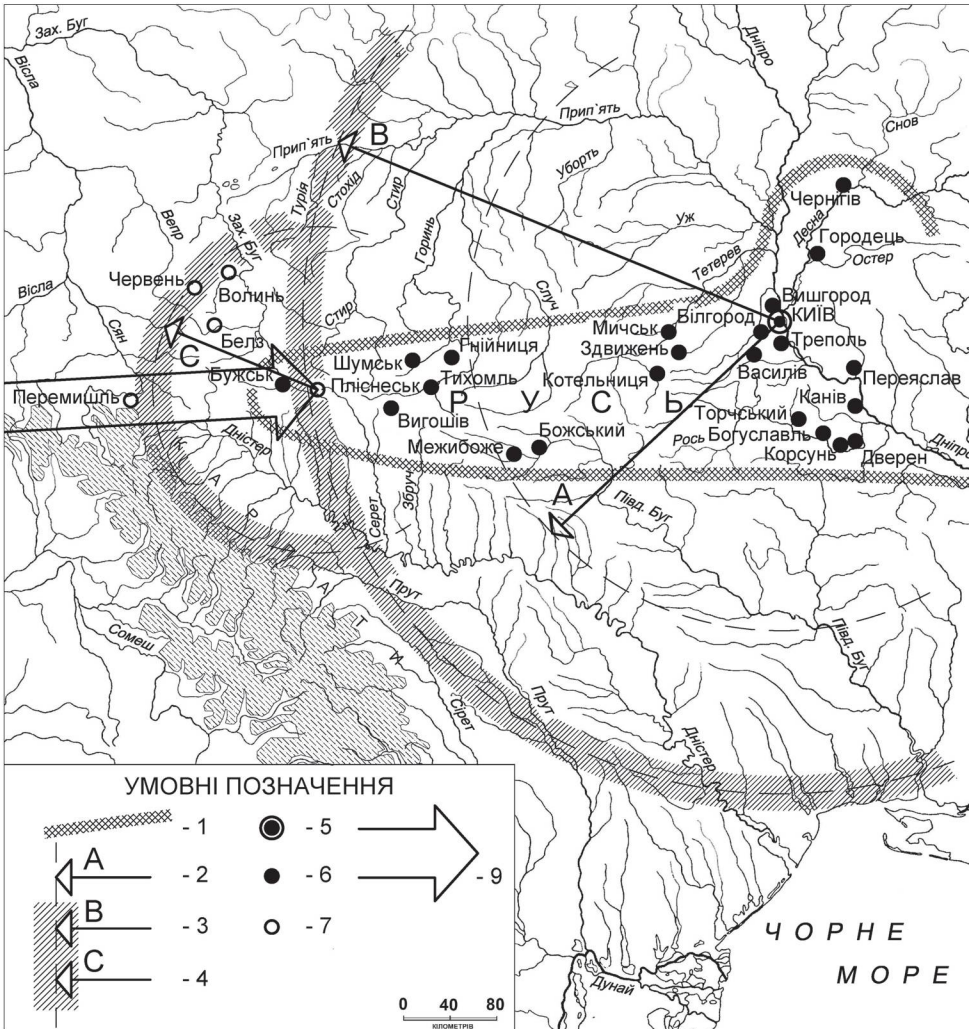 Зах. Буг
Вісла
Дніпро
Прип`ять
В
Прип`ять
Снов
Стохід
Стир
Турія
Уборть
Чернігів
Вепр
Зах. Буг
Горинь
Уж
Десна
Городець
Остер
Тетерев
Червень
Волинь
Вісла
Сян
Стир
Случ
Вишгород
КИЇВ
Білгород
Мичськ
Треполь
Белз
С
Шумськ
Гнійниця
Здвижень
Василів
Бужськ
Пліснеськ
Тихомль
Котельниця
Переяслав
Перемишль
Р У С Ь
Канів
Вигошів
Торчський
Дністер
Божський
Рось
Богуславль
Межибоже
Корсунь
Дверен
Дніпро
К А Р П А Т И
Серет
Збруч
А
Півд. Буг
Прут
Сомеш
Сірет
Прут
Півд. Буг
Дністер
УМОВНІ ПОЗНАЧЕННЯ
- 1
- 5
А
- 2
- 6
- 9
В
- 3
- 7
С
- 4
0 40 80
КІЛОМЕТРІВ
Дунай
ЧОРНЕ
МОРЕ